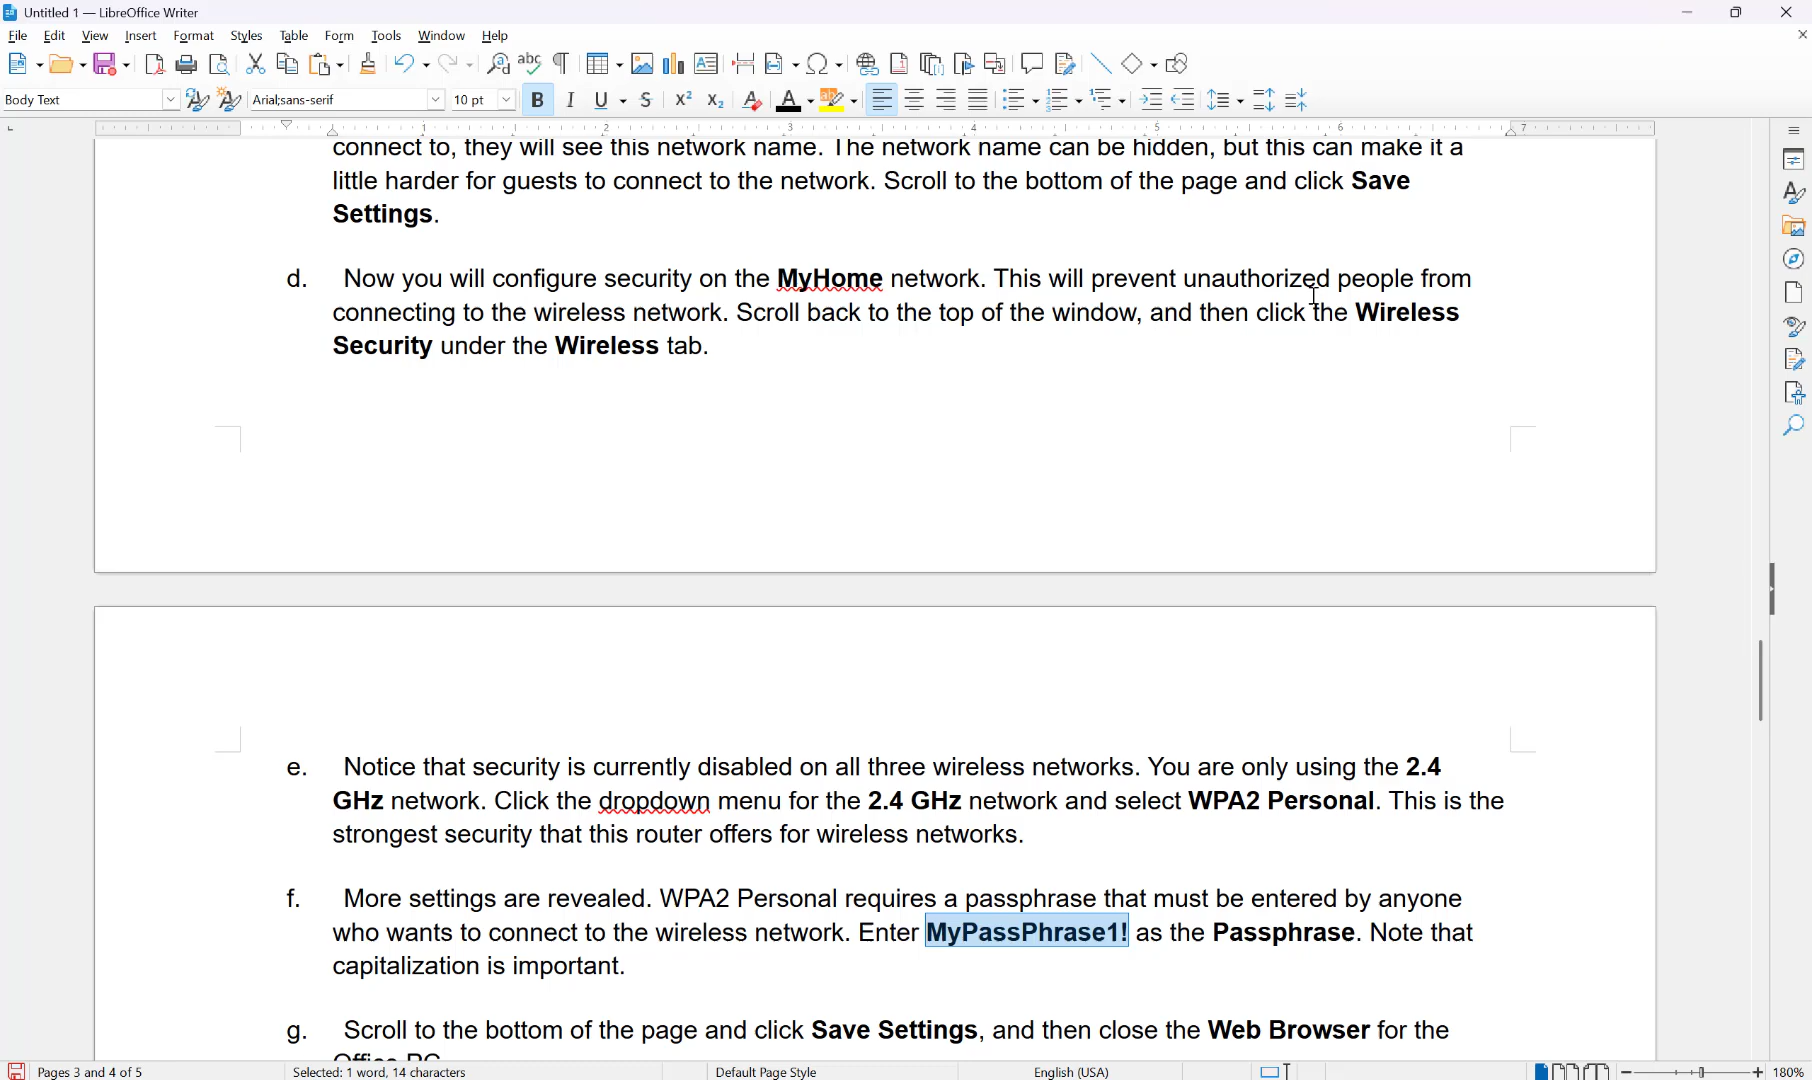 Untitled 1 — LibreOffice Writer
File Edit View Insert Format Styles Table Form Tools Window Help
Body Text Arial;sans-serif 10 pt
1 2 3 4 5 6 7
connect to, they will see this network name. The network name can be hidden, but this can make it a
little harder for guests to connect to the network. Scroll to the bottom of the page and click Save
Settings.
d. Now you will configure security on the MyHome network. This will prevent unauthorized people from
connecting to the wireless network. Scroll back to the top of the window, and then click the Wireless
Security under the Wireless tab.
e. Notice that security is currently disabled on all three wireless networks. You are only using the 2.4
GHz network. Click the dropdown menu for the 2.4 GHz network and select WPA2 Personal. This is the
strongest security that this router offers for wireless networks.
f. More settings are revealed. WPA2 Personal requires a passphrase that must be entered by anyone
who wants to connect to the wireless network. Enter MyPassPhrase1! as the Passphrase. Note that
capitalization is important.
g. Scroll to the bottom of the page and click Save Settings, and then close the Web Browser for the
Office PC.
Pages 3 and 4 of 5 Selected: 1 word, 14 characters Default Page Style English (USA) 180%